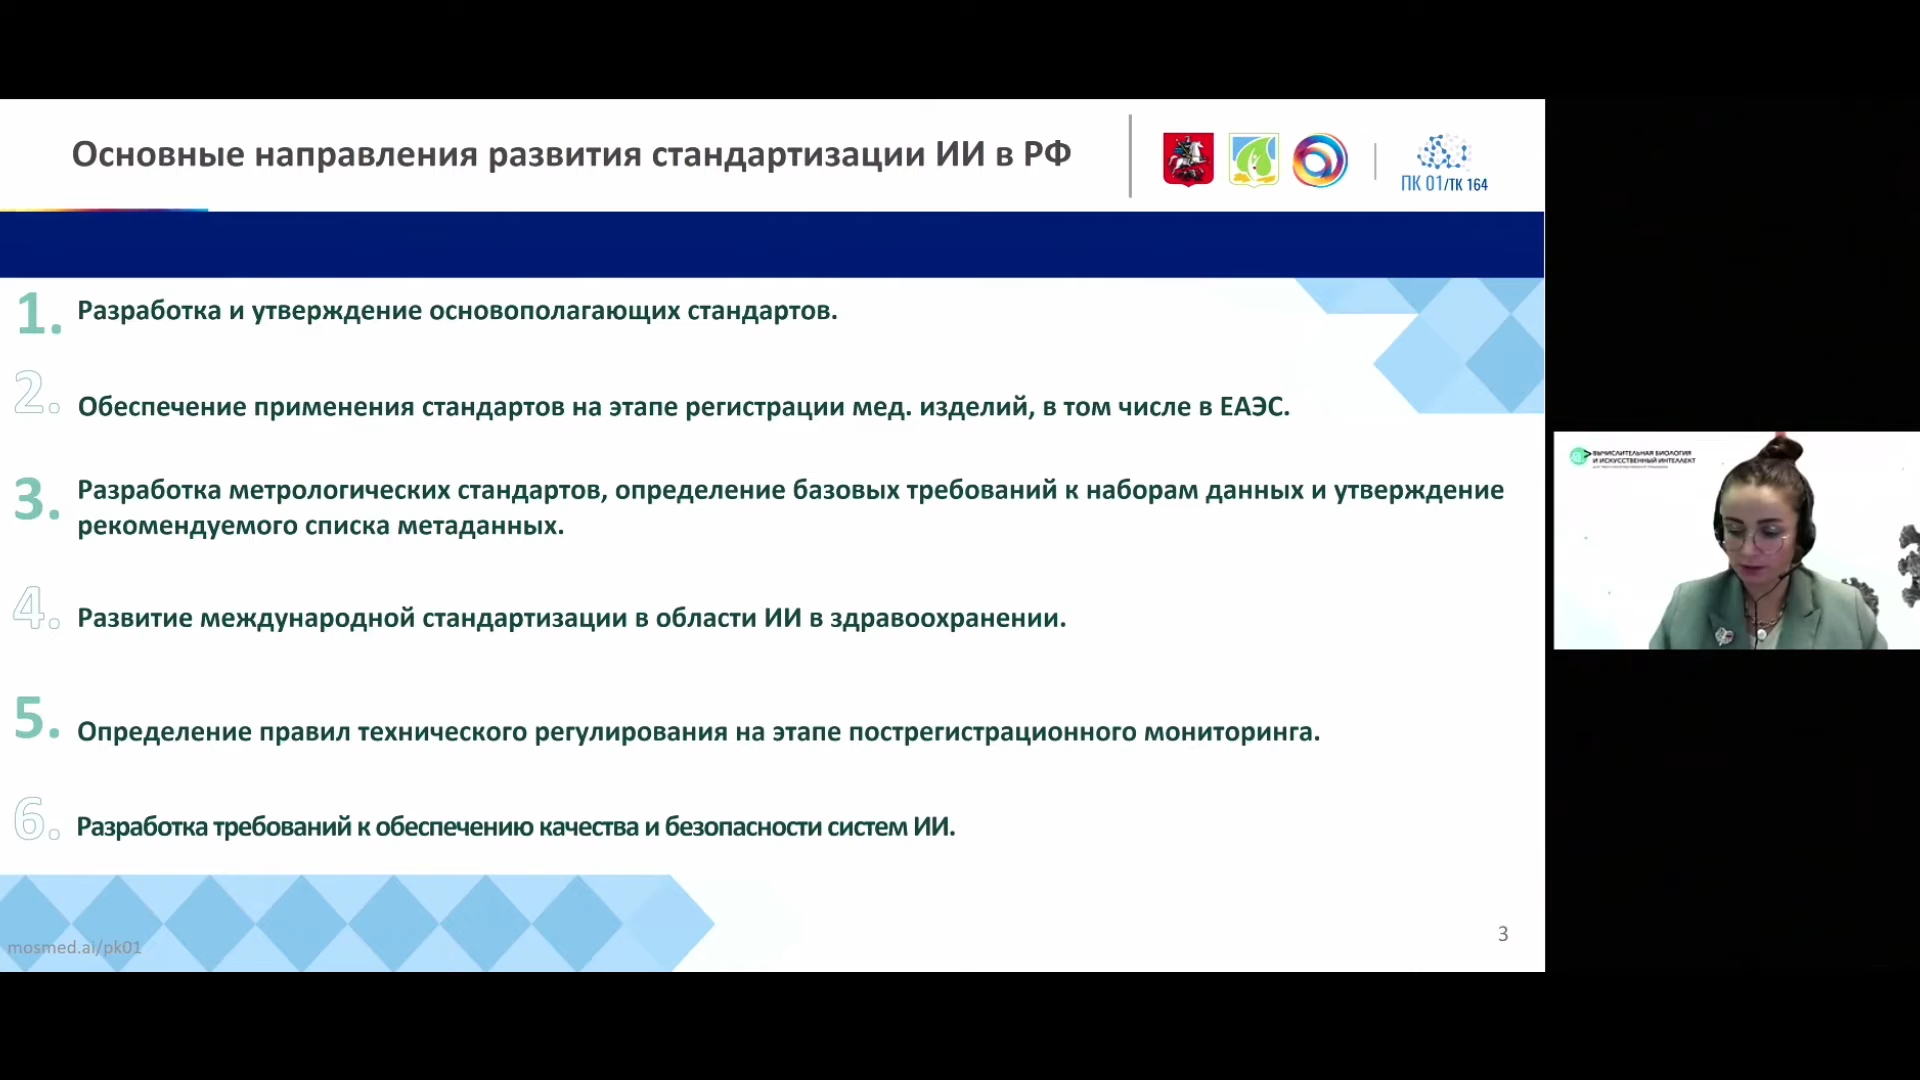 Основные направления развития стандартизации ИИ в РФ
ПК 01/ТК 164
1. Разработка и утверждение основополагающих стандартов.
2. Обеспечение применения стандартов на этапе регистрации мед. изделий, в том числе в ЕАЭС.
3. Разработка метрологических стандартов, определение базовых требований к наборам данных и утверждение
рекомендуемого списка метаданных.
4. Развитие международной стандартизации в области ИИ в здравоохранении.
5. Определение правил технического регулирования на этапе пострегистрационного мониторинга.
6. Разработка требований к обеспечению качества и безопасности систем ИИ.
mosmed.ai/pk01
3
ВЫЧИСЛИТЕЛЬНАЯ БИОЛОГИЯ
И ИСКУССТВЕННЫЙ ИНТЕЛЛЕКТ